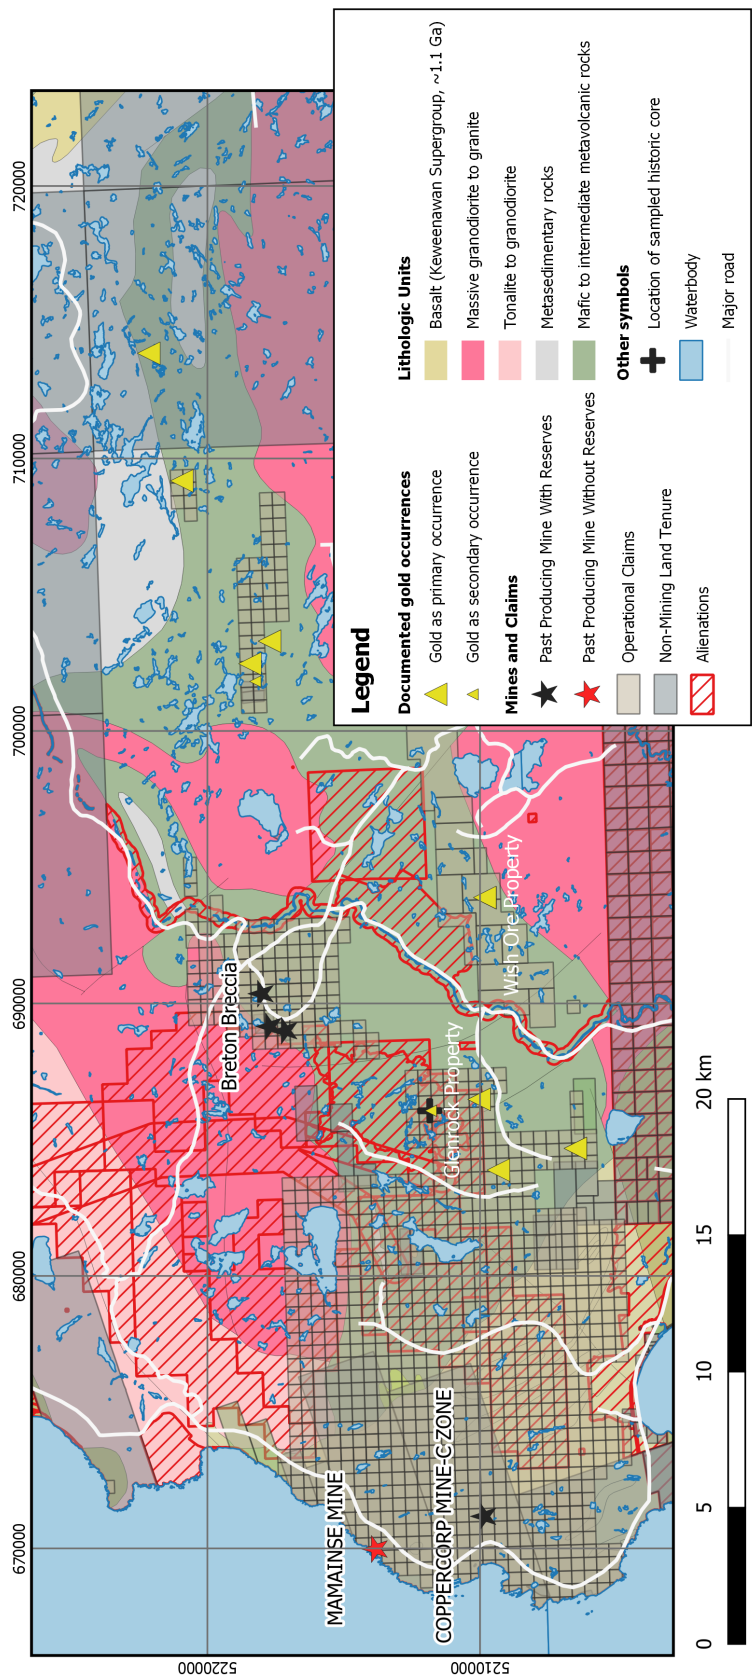 670000
680000
690000
700000
710000
720000
5220000
5210000
Breton Breccia
MAMAINSE MINE
COPPERCORP MINE-C ZONE
Glenrock Property
Wish Ore Property
Legend
Documented gold occurrences
Gold as primary occurrence
Gold as secondary occurrence
Mines and Claims
Past Producing Mine With Reserves
Past Producing Mine Without Reserves
Operational Claims
Non-Mining Land Tenure
Alienations
Lithologic Units
Basalt (Keweenawan Supergroup, ~1.1 Ga)
Massive granodiorite to granite
Tonalite to granodiorite
Metasedimentary rocks
Mafic to intermediate metavolcanic rocks
Other symbols
Location of sampled historic core
Waterbody
Major road
0 5 10 15 20 km